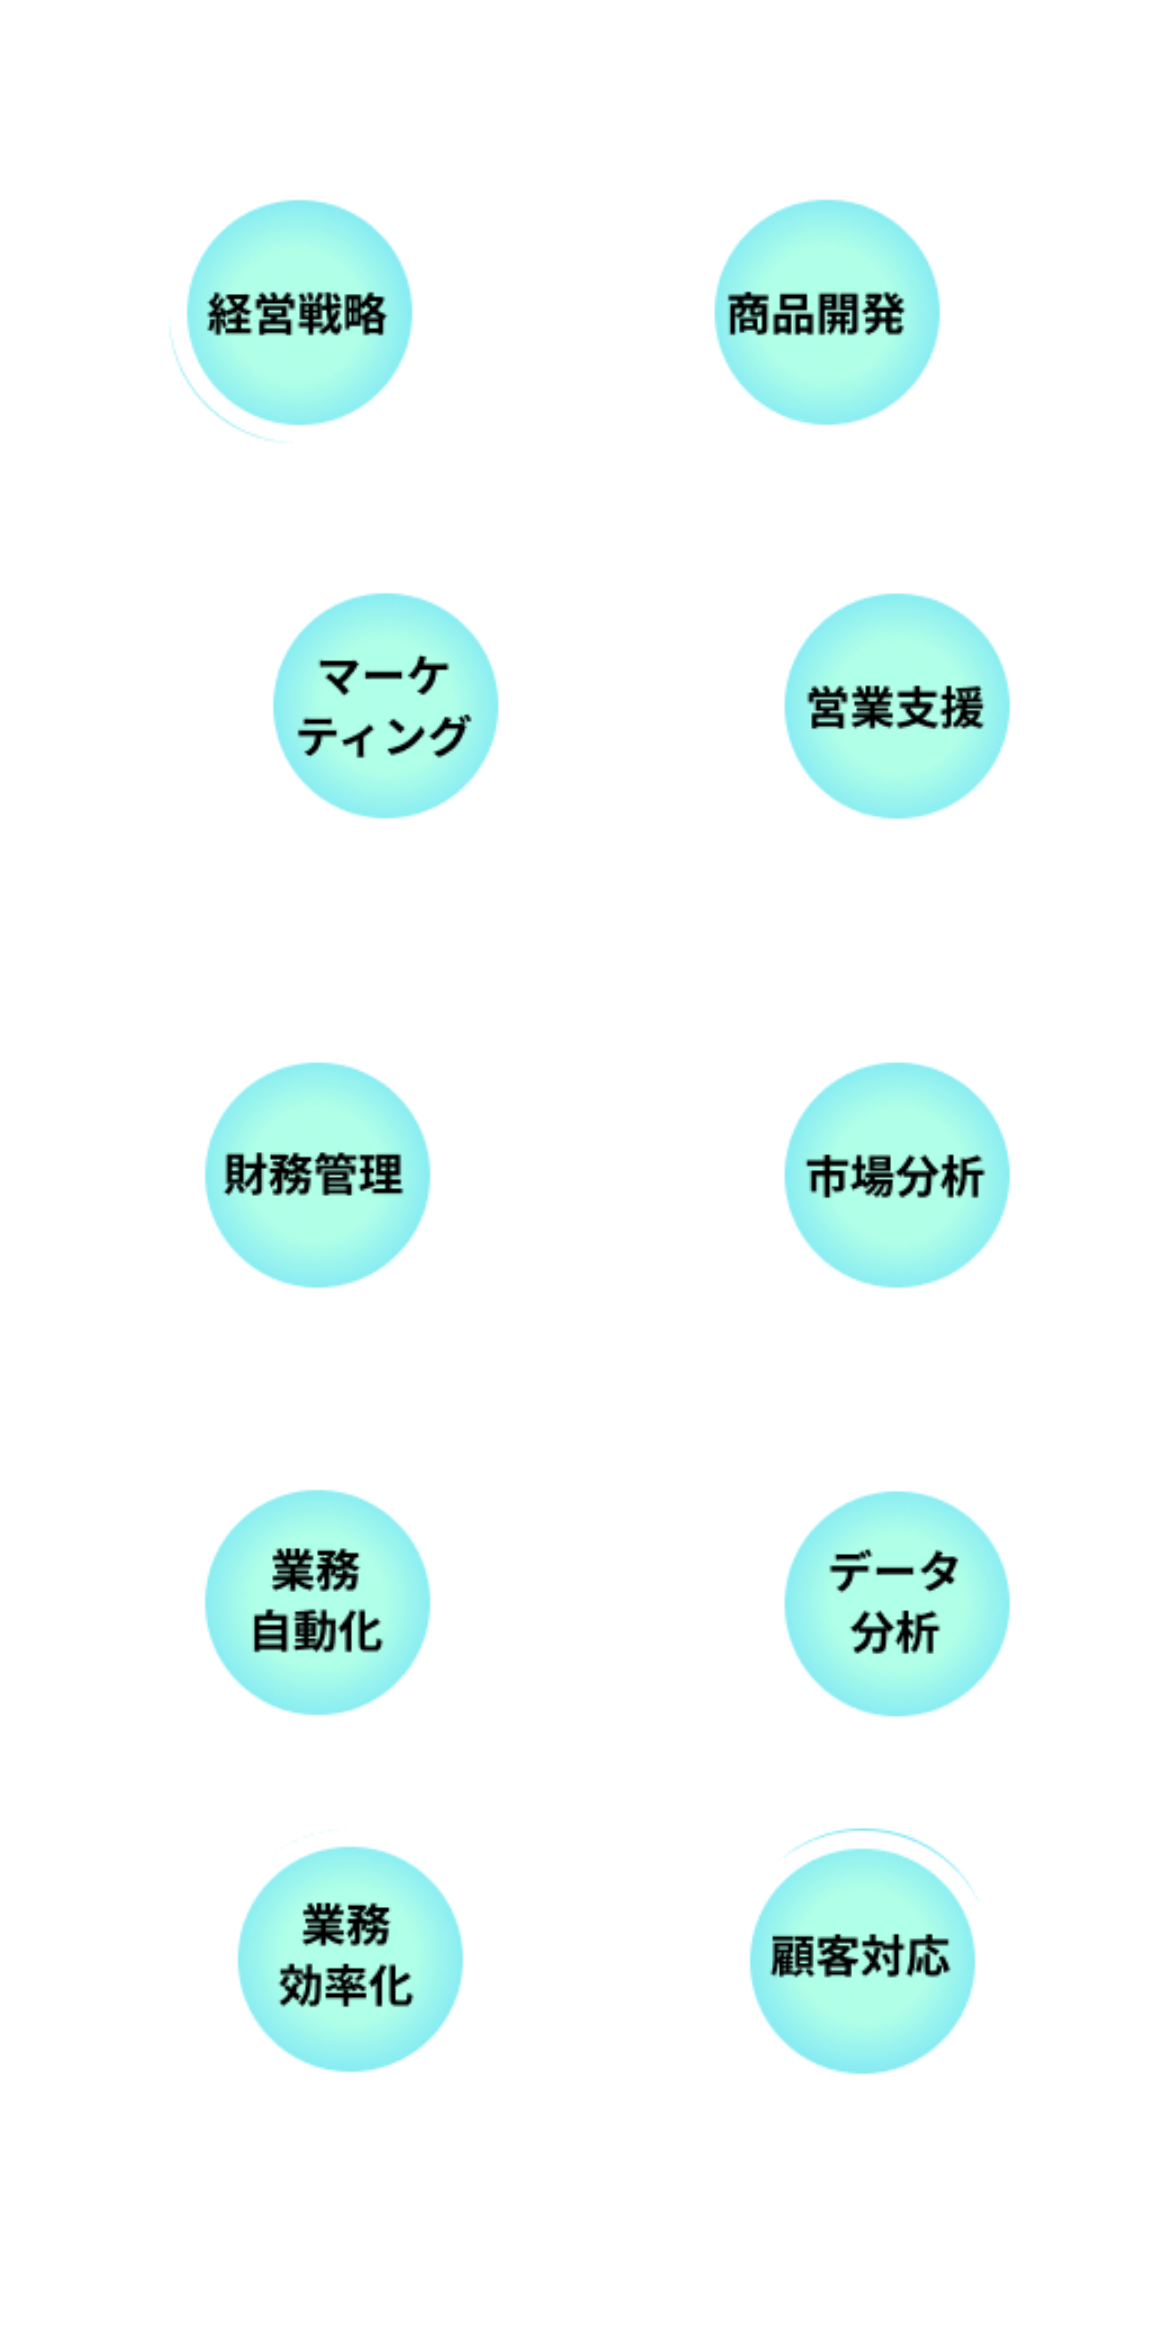 経営戦略
商品開発
マーケ
ティング
営業支援
財務管理
市場分析
業務
自動化
データ
分析
業務
効率化
顧客対応